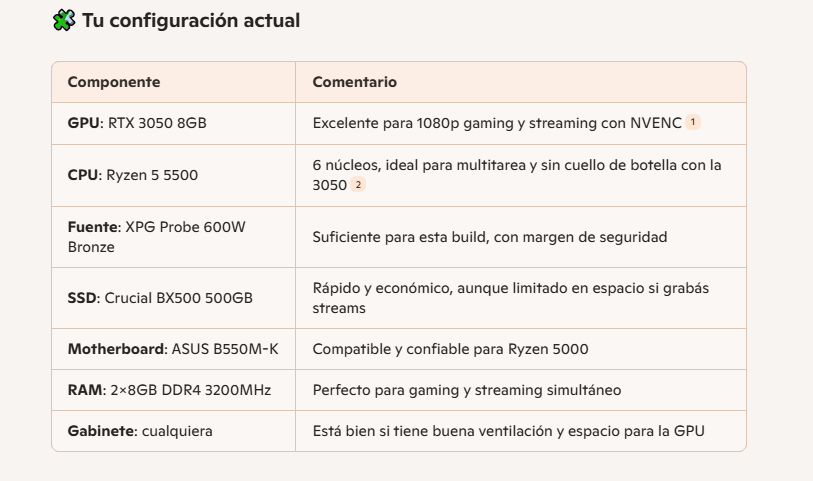 Tu configuración actual
Componente
Comentario
GPU: RTX 3050 8GB
Excelente para 1080p gaming y streaming con NVENC 1
CPU: Ryzen 5 5500
6 núcleos, ideal para multitarea y sin cuello de botella con la
3050 2
Fuente: XPG Probe 600W
Bronze
Suficiente para esta build, con margen de seguridad
SSD: Crucial BX500 500GB
Rápido y económico, aunque limitado en espacio si grabás
streams
Motherboard: ASUS B550M-K
Compatible y confiable para Ryzen 5000
RAM: 2×8GB DDR4 3200MHz
Perfecto para gaming y streaming simultáneo
Gabinete: cualquiera
Está bien si tiene buena ventilación y espacio para la GPU